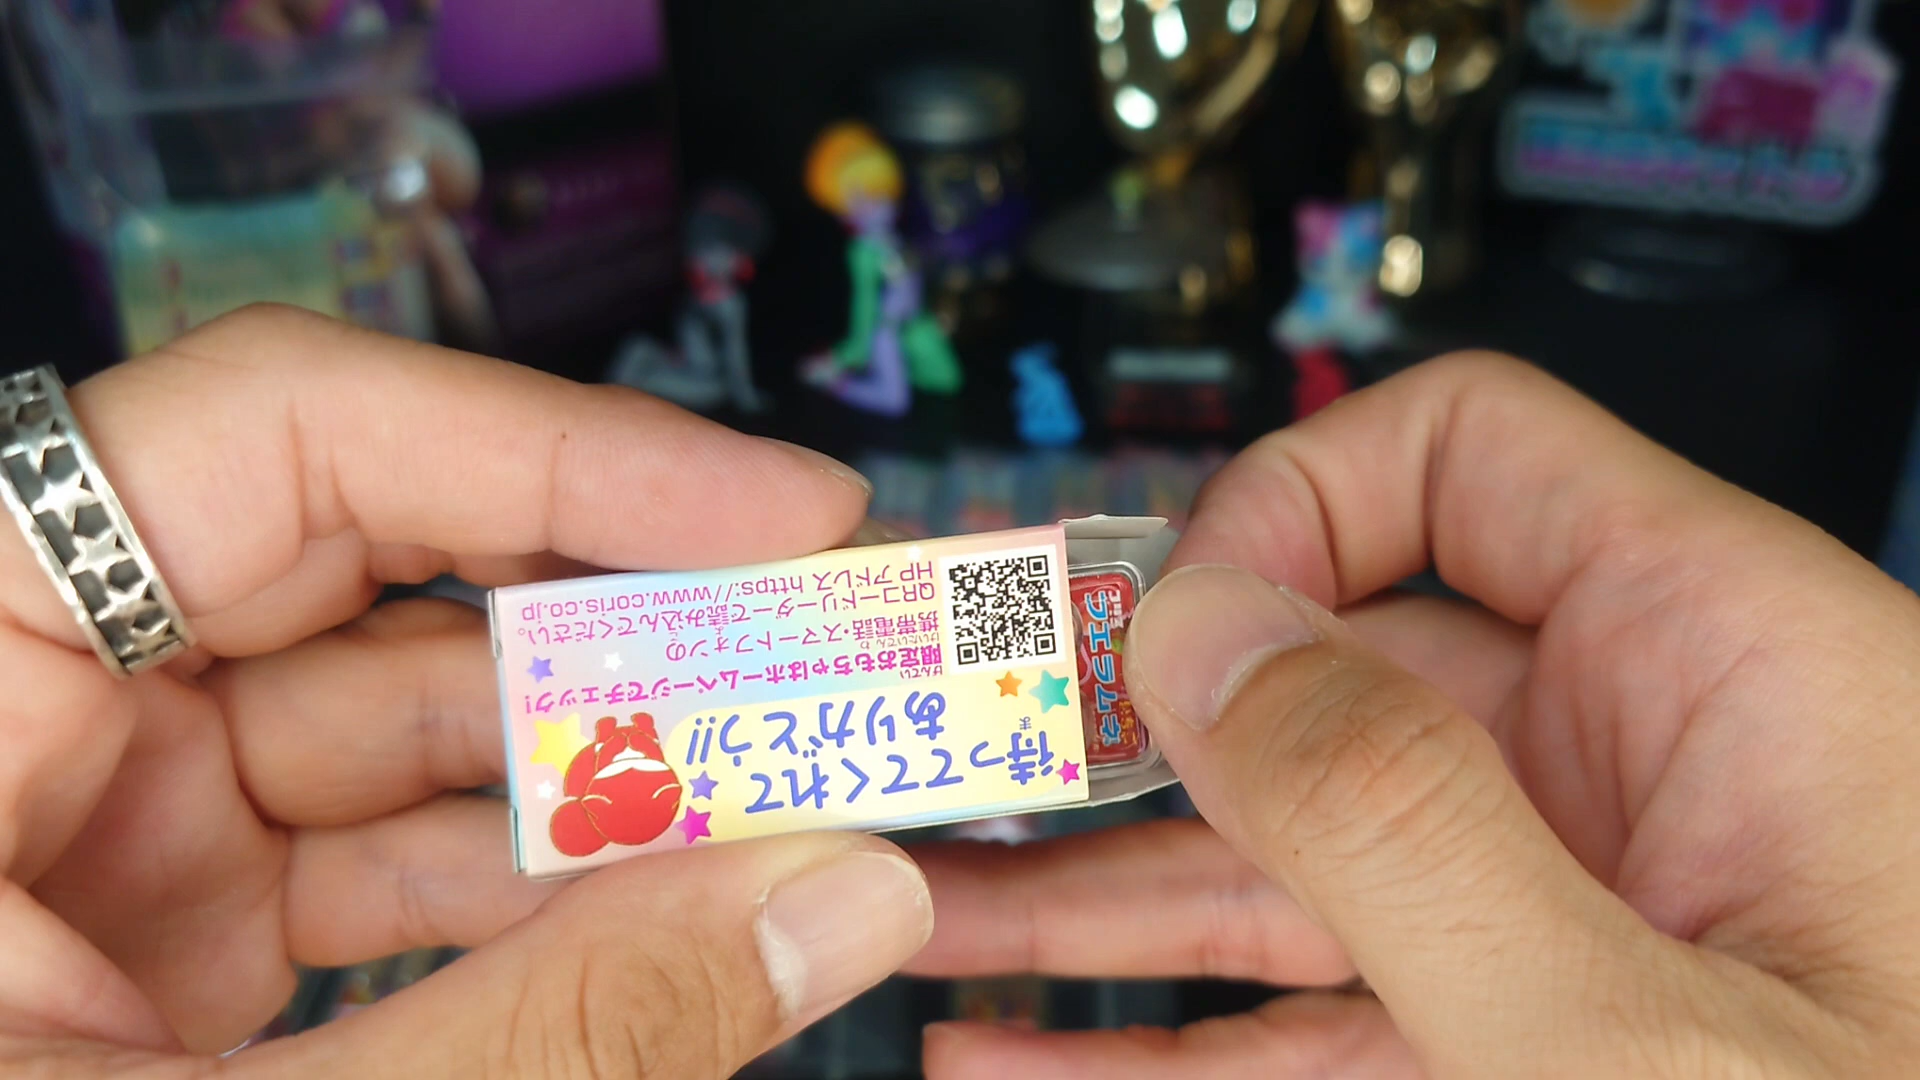 待ってくれて
ありがとう!!
限定おもちゃはホームページでチェック!
携帯電話・スマートフォンの
QRコードリーダーで読み込んでください。
HP アドレス https://www.coris.co.jp
フエラムネ